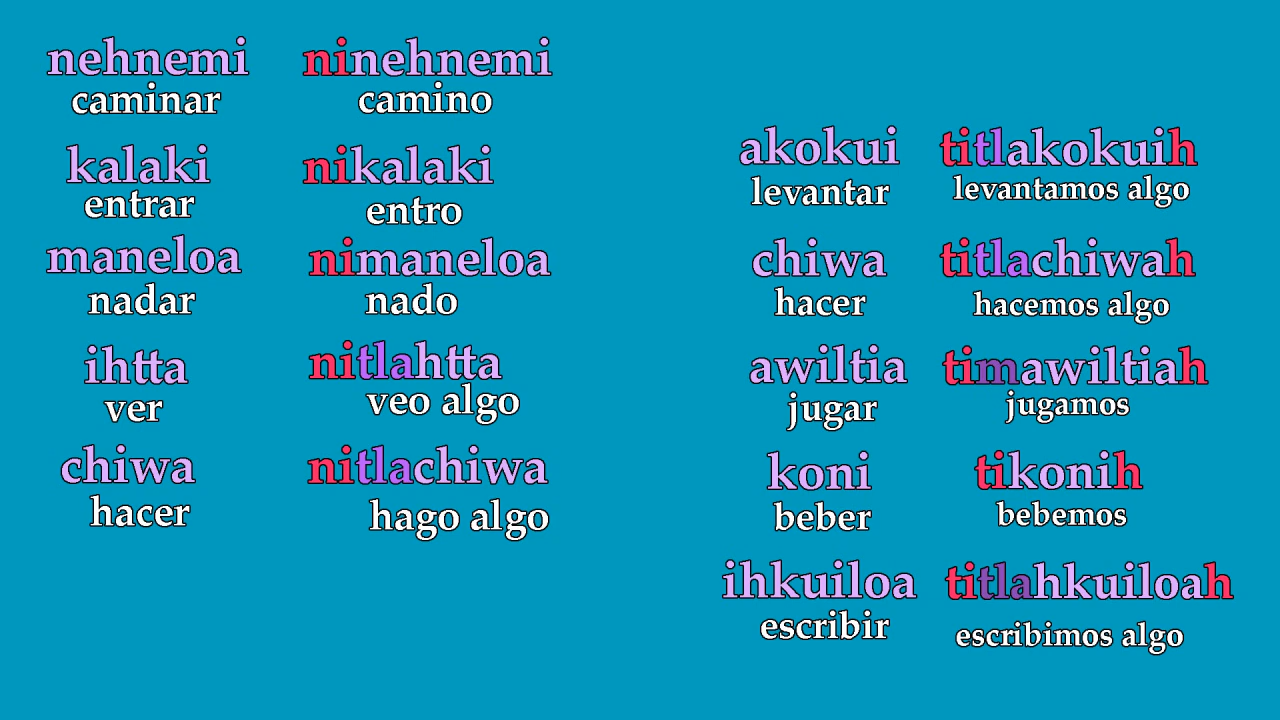 nehnemi ninehnemi
caminar camino
kalaki nikalaki
entrar entro
maneloa nimaneloa
nadar nado
ihtta nitlahtta
ver veo algo
chiwa nitlachiwa
hacer hago algo
akokui titlakokuih
levantar levantamos algo
chiwa titlachiwah
hacer hacemos algo
awiltia timawiltiah
jugar jugamos
koni tikonih
beber bebemos
ihkuiloa titlahkuiloah
escribir escribimos algo